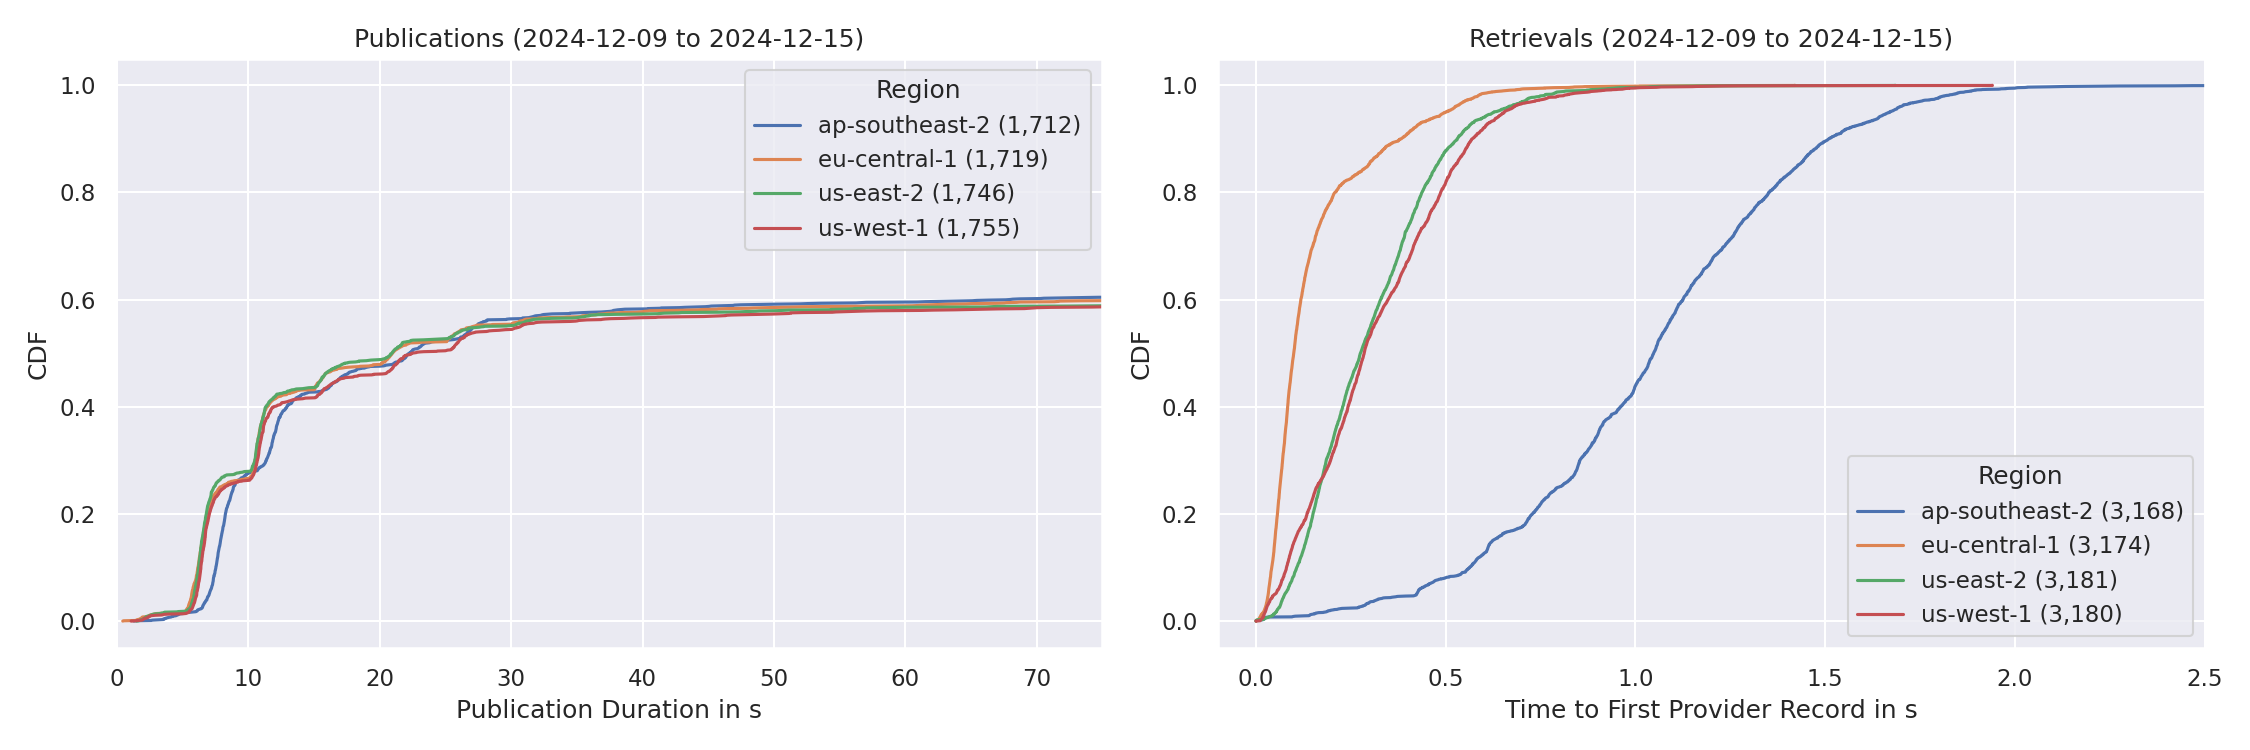 Publications (2024-12-09 to 2024-12-15)
CDF
1.0
0.8
0.6
0.4
0.2
0.0
Region
ap-southeast-2 (1,712)
eu-central-1 (1,719)
us-east-2 (1,746)
us-west-1 (1,755)
0 10 20 30 40 50 60 70
Publication Duration in s
Retrievals (2024-12-09 to 2024-12-15)
CDF
1.0
0.8
0.6
0.4
0.2
0.0
Region
ap-southeast-2 (3,168)
eu-central-1 (3,174)
us-east-2 (3,181)
us-west-1 (3,180)
0.0 0.5 1.0 1.5 2.0 2.5
Time to First Provider Record in s